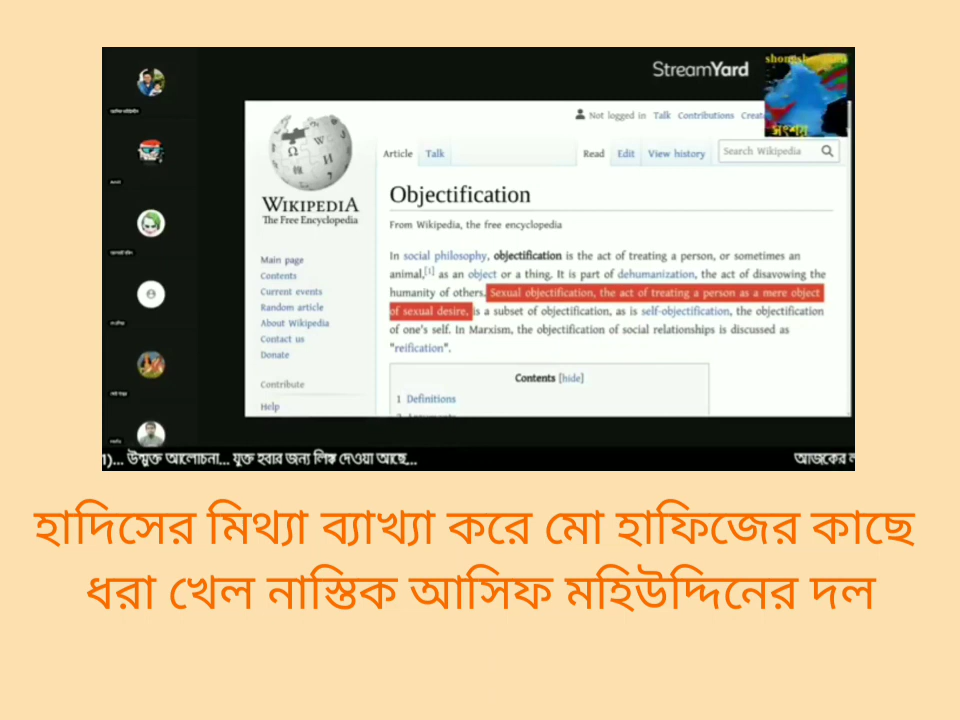 StreamYard
Not logged in Talk Contributions
Article Talk Read Edit View history Search Wikipedia
সংশয়
WIKIPEDIA
The Free Encyclopedia
Main page
Contents
Current events
Random article
About Wikipedia
Contact us
Donate
Contribute
Help
Objectification
From Wikipedia, the free encyclopedia
In social philosophy, objectification is the act of treating a person, or sometimes an
animal,[1] as an object or a thing. It is part of dehumanization, the act of disavowing the
humanity of others. Sexual objectification, the act of treating a person as a mere object
of sexual desire, is a subset of objectification, as is self-objectification, the objectification
of one's self. In Marxism, the objectification of social relationships is discussed as
"reification".
Contents [hide]
1 Definitions
1)... উন্মুক্ত আলোচনা... যুক্ত হবার জন্য লিঙ্ক দেওয়া আছে... আজকের
হাদিসের মিথ্যা ব্যাখ্যা করে মো হাফিজের কাছে
ধরা খেল নাস্তিক আসিফ মহিউদ্দিনের দল